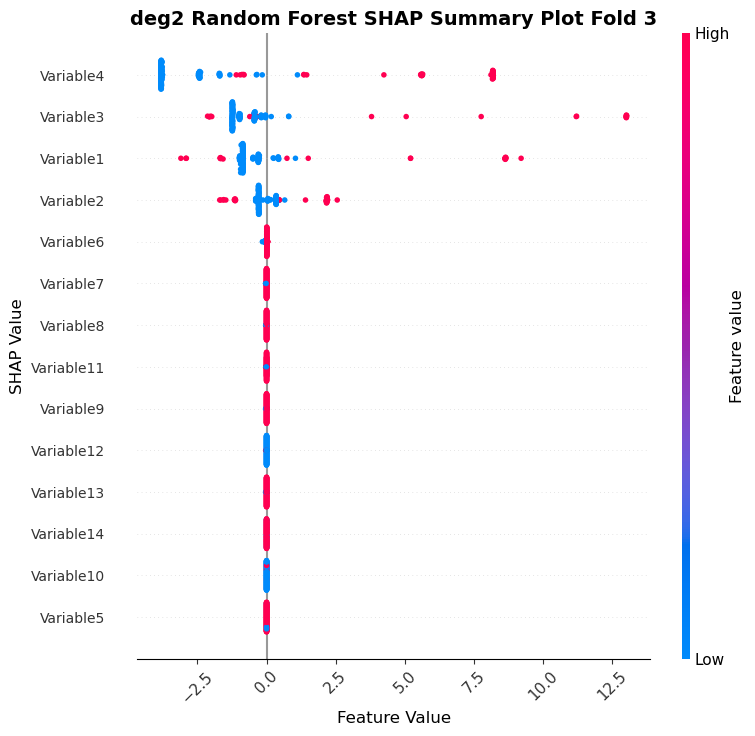 deg2 Random Forest SHAP Summary Plot Fold 3
High
Variable4
Variable3
Variable1
Variable2
Variable6
Variable7
Variable8
Variable11
Variable9
Variable12
Variable13
Variable14
Variable10
Variable5
SHAP Value
Feature value
Low
−2.5
0.0
2.5
5.0
7.5
10.0
12.5
Feature Value